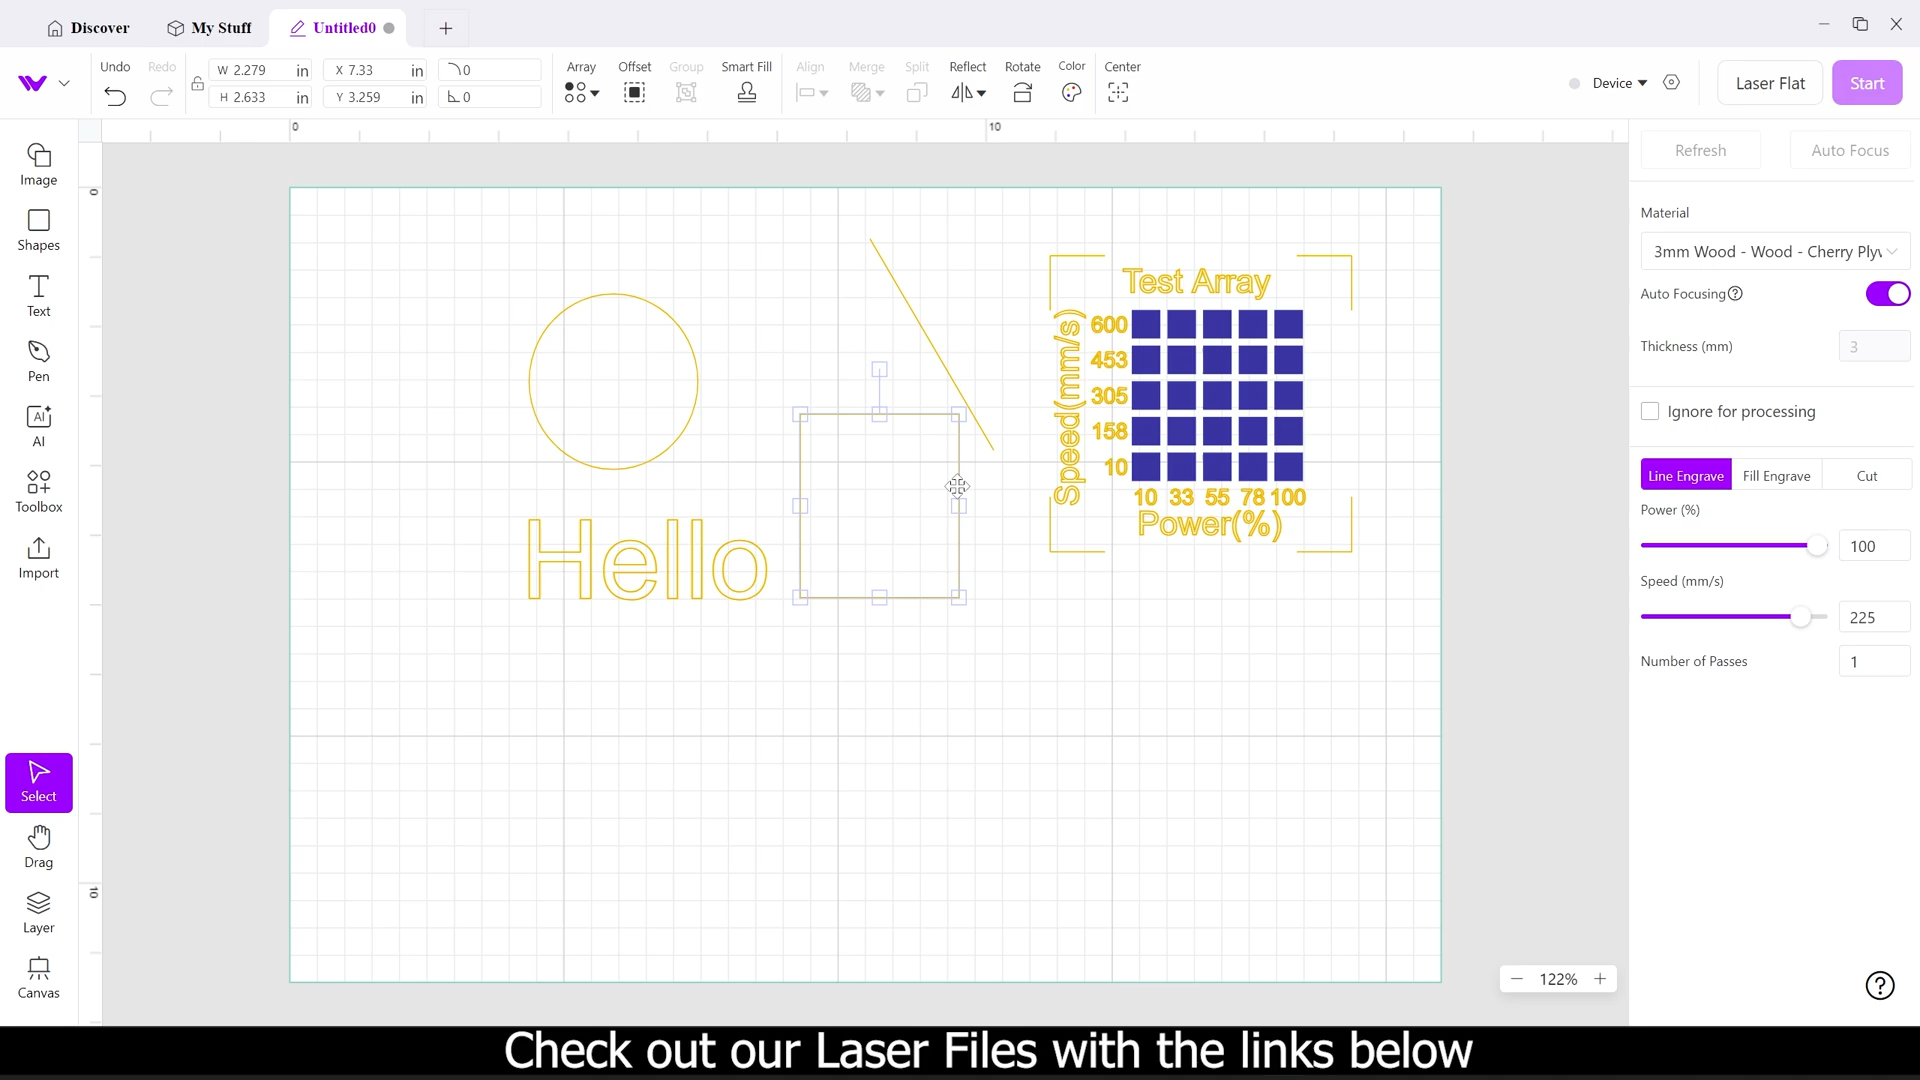 Discover
My Stuff
Untitled0
Undo
Redo
W 2.279 in
X 7.33 in
0
H 2.633 in
Y 3.259 in
0
Array
Offset
Group
Smart Fill
Align
Merge
Split
Reflect
Rotate
Color
Center
Device
Laser Flat
Start
0
10
0
10
Image
Shapes
Text
Pen
AI
AI
Toolbox
Import
Select
Drag
Layer
Canvas
Hello
Test Array
Speed(mm/s)
600
453
305
158
10
10 33 55 78 100
Power(%)
122%
Refresh
Auto Focus
Material
3mm Wood - Wood - Cherry Ply
Auto Focusing
Thickness (mm)
3
Ignore for processing
Line Engrave
Fill Engrave
Cut
Power (%)
100
Speed (mm/s)
225
Number of Passes
1
Check out our Laser Files with the links below